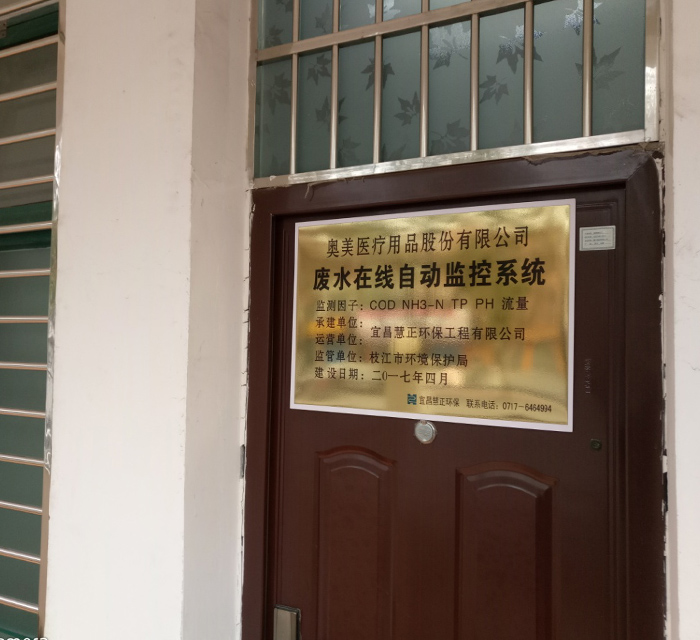 奥美医疗用品股份有限公司
废水在线自动监控系统
监测因子：COD NH3-N TP PH 流量
承建单位：
运营单位：宜昌慧正环保工程有限公司
监管单位：枝江市环境保护局
建设日期：二0一七年四月
宜昌慧正环保 联系电话：0717-6464994